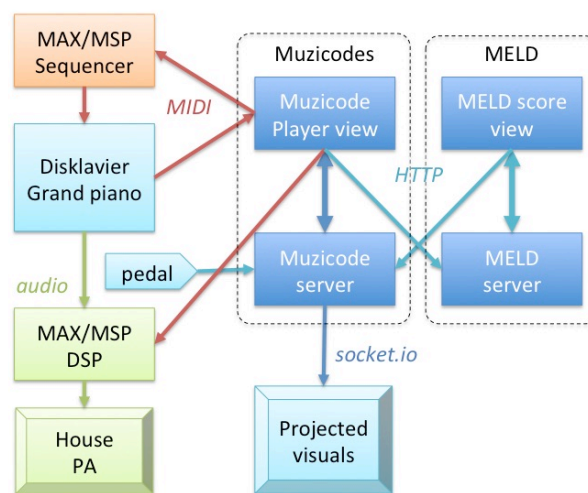 MAX/MSP
Sequencer
Muzicodes
MELD
MIDI
Muzicode
Player view
MELD score
view
Disklavier
Grand piano
HTTP
pedal
Muzicode
server
MELD
server
audio
MAX/MSP
DSP
socket.io
House
PA
Projected
visuals